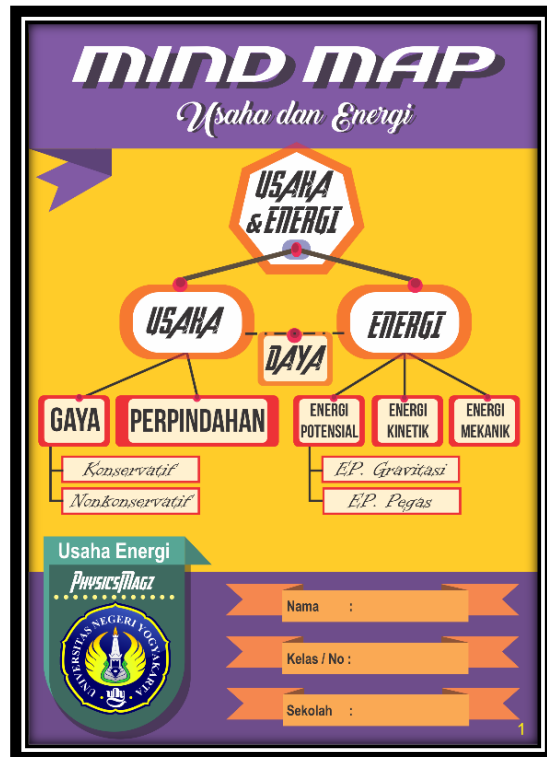 MIND MAP
Usaha dan Energi
USAHA
& ENERGI
USAHA
ENERGI
DAYA
GAYA
PERPINDAHAN
ENERGI
POTENSIAL
ENERGI
KINETIK
ENERGI
MEKANIK
Konservatif
Nonkonservatif
E.P. Gravitasi
E.P. Pegas
Usaha Energi
PHYSICSMAGZ
UNIVERSITAS NEGERI YOGYAKARTA
Nama :
Kelas / No :
Sekolah :
1